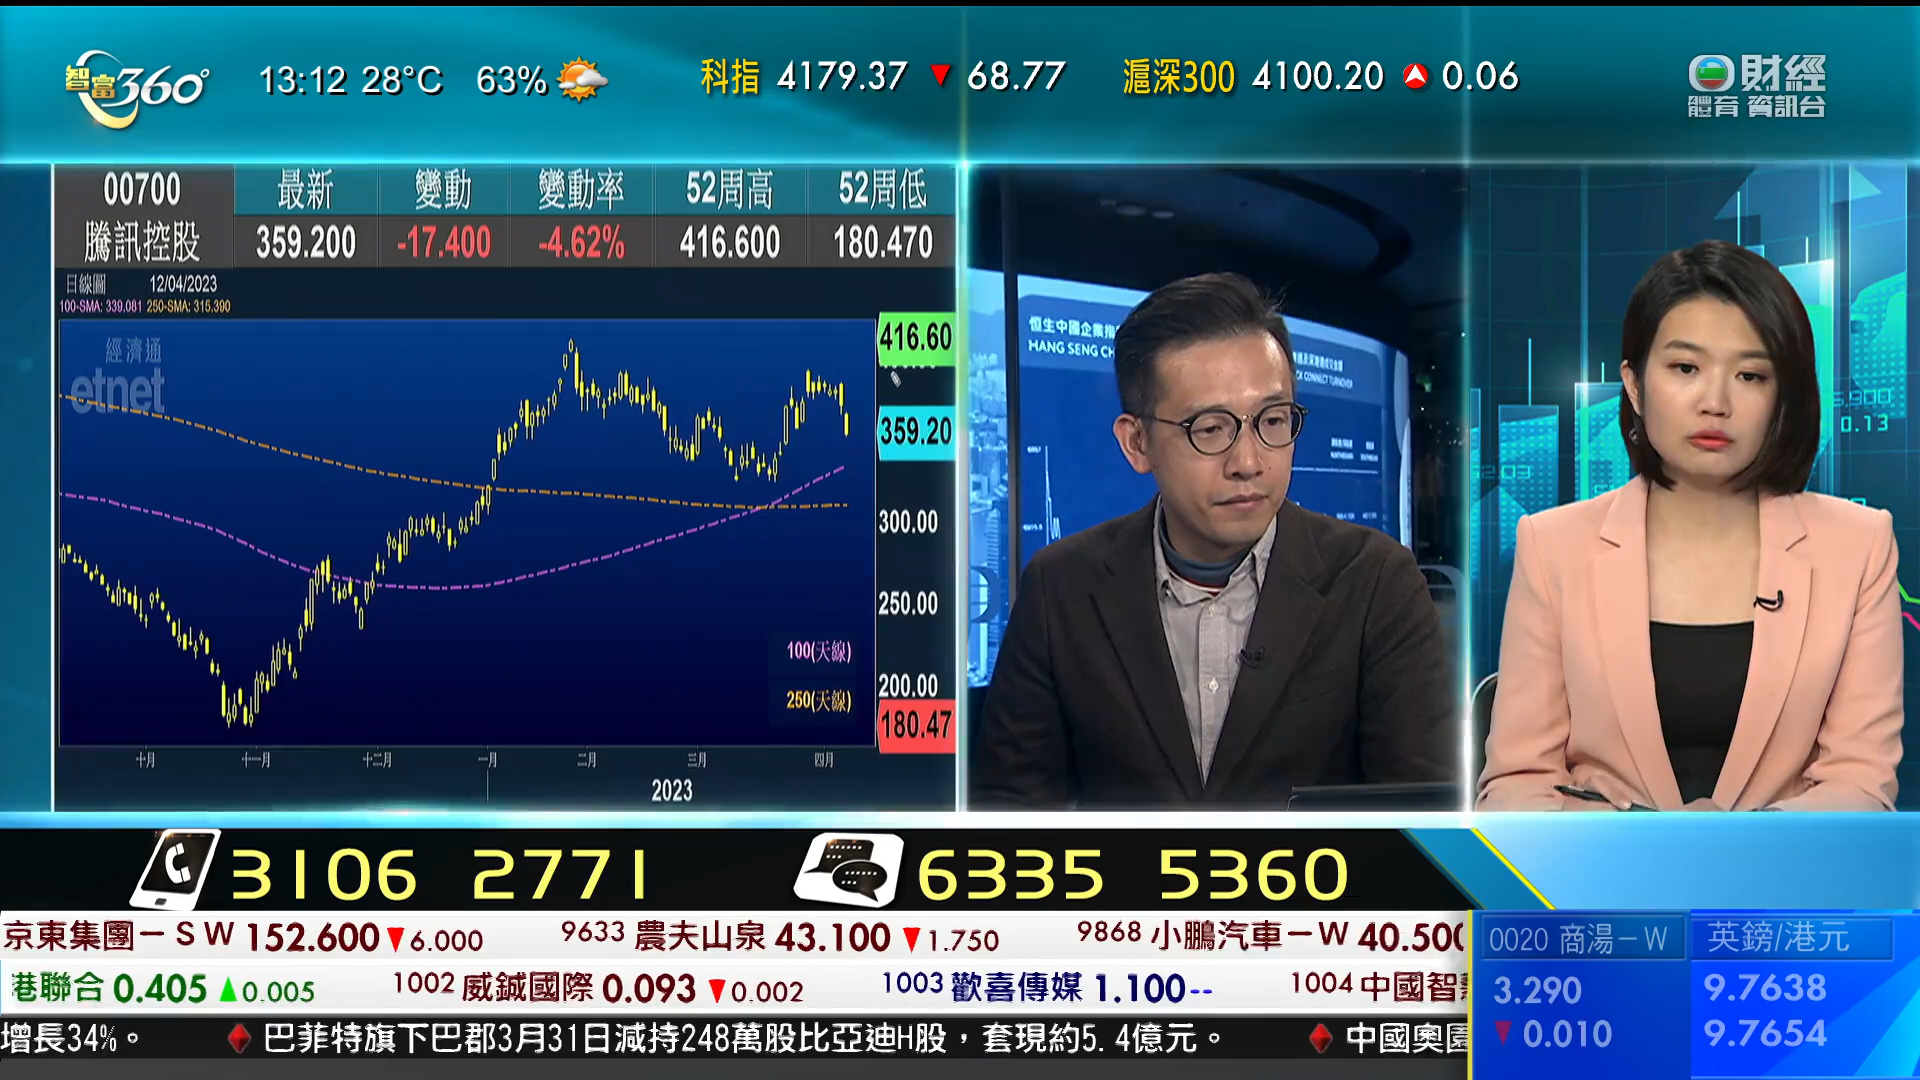 智富360°
13:12 28°C 63%
科指 4179.37 ▼ 68.77
滬深300 4100.20 ▲ 0.06
財經
體育 資訊台
00700 最新 變動 變動率 52周高 52周低
騰訊控股 359.200 -17.400 -4.62% 416.600 180.470
日線圖 12/04/2023
100-SMA: 339.081 250-SMA: 315.390
經濟通
etnet
416.60
359.20
300.00
250.00
200.00
180.47
100(天線)
250(天線)
十月 十一月 十二月 一月 二月 三月 四月
2023
恒生中國企業指
HANG SENG CH
CK CONNECT TURNOVER
3106 2771
6335 5360
京東集團－ＳＷ 152.600 ▼ 6.000 9633 農夫山泉 43.100 ▼ 1.750 9868 小鵬汽車－W 40.500
港聯合 0.405 ▲ 0.005 1002 威鋮國際 0.093 ▼ 0.002 1003 歡喜傳媒 1.100 -- 1004 中國智
增長34%。 ♦ 巴菲特旗下巴郡3月31日減持248萬股比亞迪H股，套現約5.4億元。 ♦ 中國奧園
0020 商湯－W
3.290
▼ 0.010
英鎊/港元
9.7638
9.7654